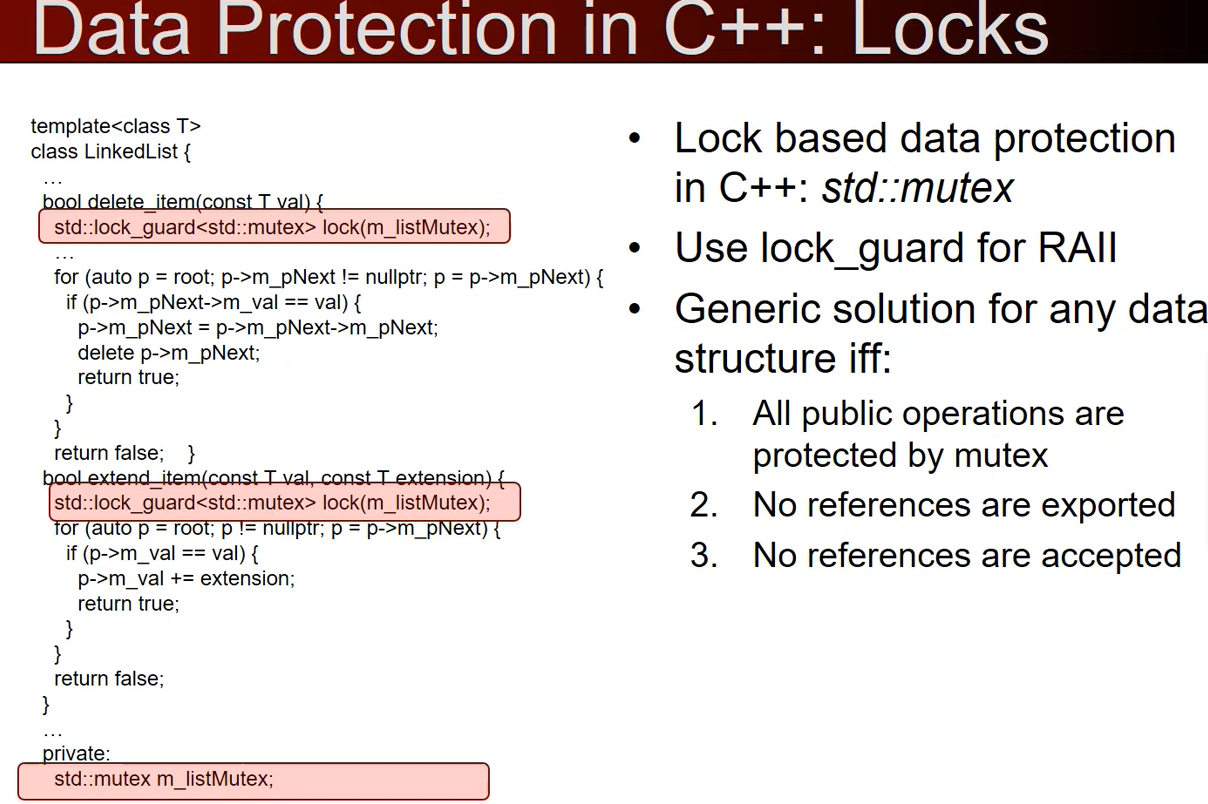 Data Protection in C++: Locks
template<class T>
class LinkedList {
…
bool delete_item(const T val) {
std::lock_guard<std::mutex> lock(m_listMutex);
…
for (auto p = root; p->m_pNext != nullptr; p = p->m_pNext) {
if (p->m_pNext->m_val == val) {
p->m_pNext = p->m_pNext->m_pNext;
delete p->m_pNext;
return true;
}
}
return false; }
bool extend_item(const T val, const T extension) {
std::lock_guard<std::mutex> lock(m_listMutex);
for (auto p = root; p != nullptr; p = p->m_pNext) {
if (p->m_val == val) {
p->m_val += extension;
return true;
}
}
return false;
}
…
private:
std::mutex m_listMutex;
• Lock based data protection
in C++: std::mutex
• Use lock_guard for RAII
• Generic solution for any data
structure iff:
1. All public operations are
protected by mutex
2. No references are exported
3. No references are accepted